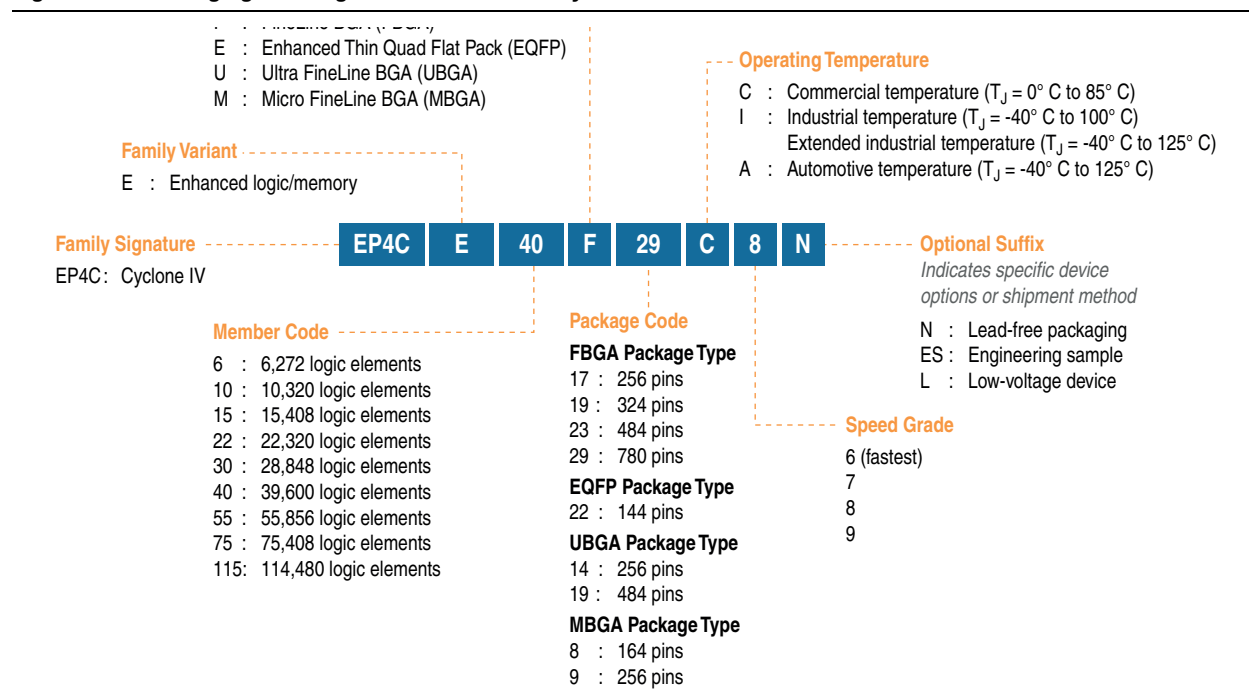 E : Enhanced Thin Quad Flat Pack (EQFP)
U : Ultra FineLine BGA (UBGA)
M : Micro FineLine BGA (MBGA)
Operating Temperature
C : Commercial temperature (TJ = 0° C to 85° C)
I : Industrial temperature (TJ = -40° C to 100° C)
Extended industrial temperature (TJ = -40° C to 125° C)
A : Automotive temperature (TJ = -40° C to 125° C)
Family Variant
E : Enhanced logic/memory
Family Signature
EP4C : Cyclone IV
EP4C E 40 F 29 C 8 N
Optional Suffix
Indicates specific device
options or shipment method
N : Lead-free packaging
ES : Engineering sample
L : Low-voltage device
Member Code
6 : 6,272 logic elements
10 : 10,320 logic elements
15 : 15,408 logic elements
22 : 22,320 logic elements
30 : 28,848 logic elements
40 : 39,600 logic elements
55 : 55,856 logic elements
75 : 75,408 logic elements
115: 114,480 logic elements
Package Code
FBGA Package Type
17 : 256 pins
19 : 324 pins
23 : 484 pins
29 : 780 pins
EQFP Package Type
22 : 144 pins
UBGA Package Type
14 : 256 pins
19 : 484 pins
MBGA Package Type
8 : 164 pins
9 : 256 pins
Speed Grade
6 (fastest)
7
8
9